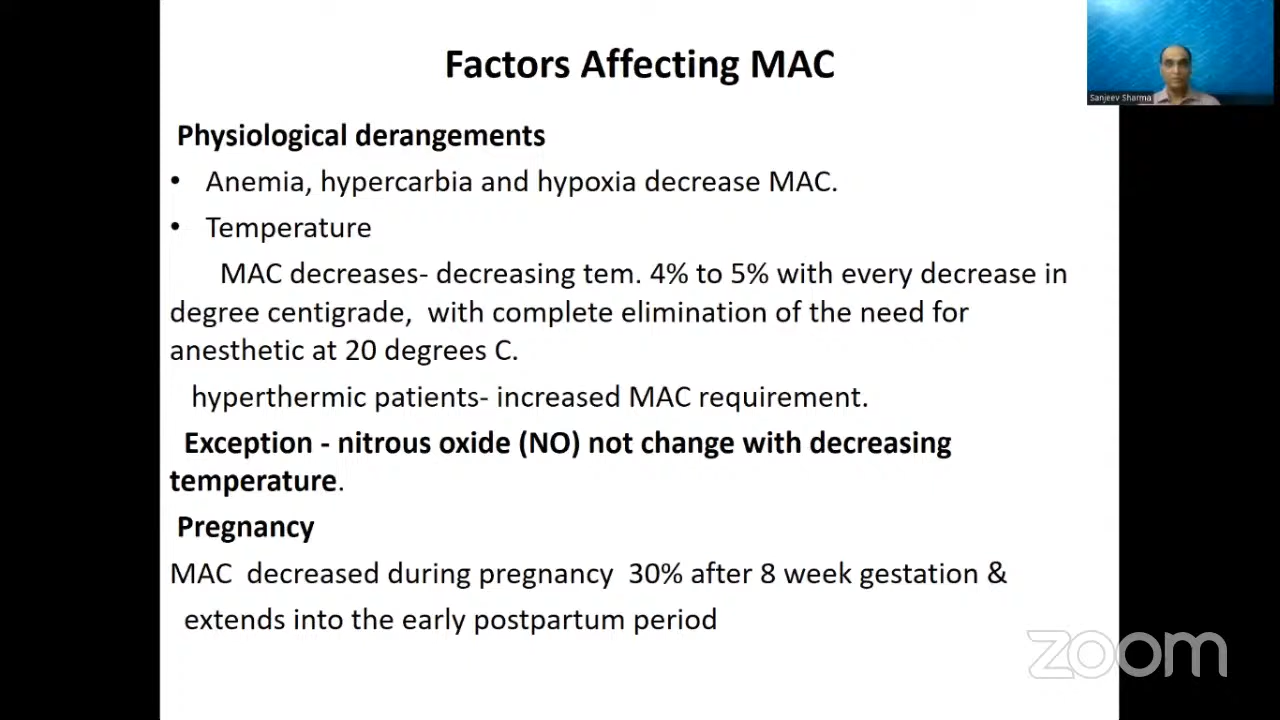 Factors Affecting MAC
Sanjeev Sharma
Physiological derangements
• Anemia, hypercarbia and hypoxia decrease MAC.
• Temperature
MAC decreases- decreasing tem. 4% to 5% with every decrease in
degree centigrade, with complete elimination of the need for
anesthetic at 20 degrees C.
hyperthermic patients- increased MAC requirement.
Exception - nitrous oxide (NO) not change with decreasing
temperature.
Pregnancy
MAC decreased during pregnancy 30% after 8 week gestation &
extends into the early postpartum period
zoom